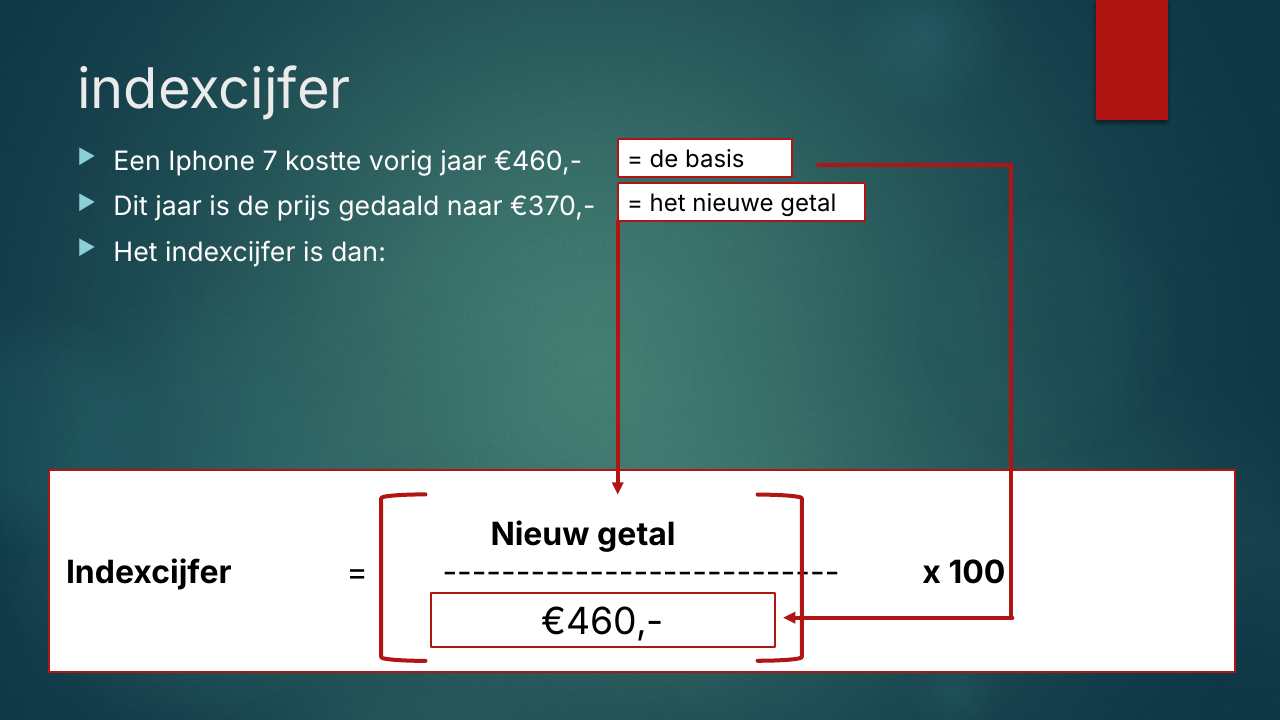 indexcijfer
Een Iphone 7 kostte vorig jaar €460,-
= de basis
Dit jaar is de prijs gedaald naar €370,-
= het nieuwe getal
Het indexcijfer is dan:
Nieuw getal
Indexcijfer = --------------------------- x 100
€460,-